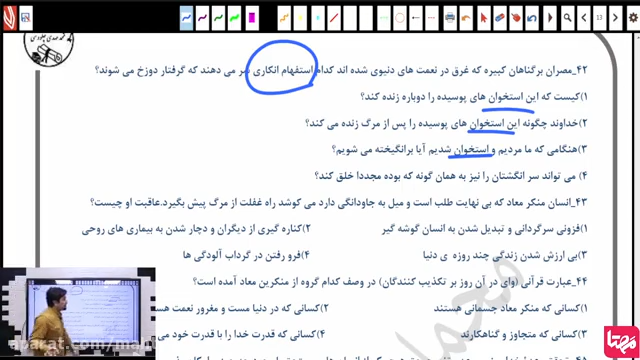 ۴۲_مصران برگناهان کبیره که غرق در نعمت های دنیوی شده اند کدام استفهام انکاری سر می دهند که گرفتار دوزخ می شوند؟
۱)کیست که این استخوان های پوسیده را دوباره زنده کند؟
۲)خداوند چگونه این استخوان های پوسیده را پس از مرگ زنده می کند؟
۳)هنگامی که ما مردیم و استخوان شدیم آیا برانگیخته می شویم؟
۴) می تواند سر انگشتان را نیز به همان گونه که بوده مجددا خلق کند؟
۴۳_انسان منکر معاد که بی نهایت طلب است و میل به جاودانگی دارد می کوشد راه غفلت از مرگ پیش بگیرد.عاقبت او چیست؟
۱)فزونی سرگردانی و تبدیل شدن به انسان گوشه گیر ۲)کناره گیری از دیگران و دچار شدن به بیماری های روحی
۳)بی ارزش شدن زندگی چند روزه ی دنیا ۴)فرو رفتن در گرداب آلودگی ها
۴۴_عبارت قرآنی (وای در آن روز بر تکذیب کنندگان) در وصف کدام گروه از منکرین معاد آمده است؟
۱)کسانی که منکر معاد جسمانی هستند ۲)کسانی که در دنیا مست و مغرور نعمت
۳)کسانی که متجاوز و گناهکارند ۴)کسانی که قدرت خدا را با قدرت خود می
aparat.com/mah
مهتا
13